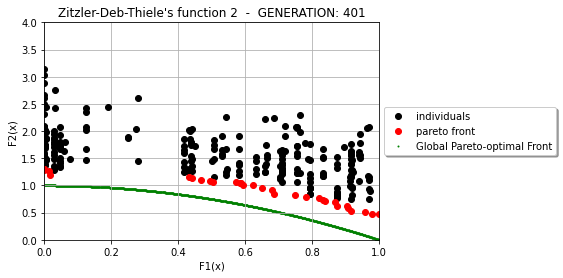 Zitzler-Deb-Thiele's function 2 - GENERATION: 401
4.0
3.5
3.0
2.5
2.0
1.5
1.0
0.5
0.0
F2(x)
0.0 0.2 0.4 0.6 0.8 1.0
F1(x)
individuals
pareto front
Global Pareto-optimal Front